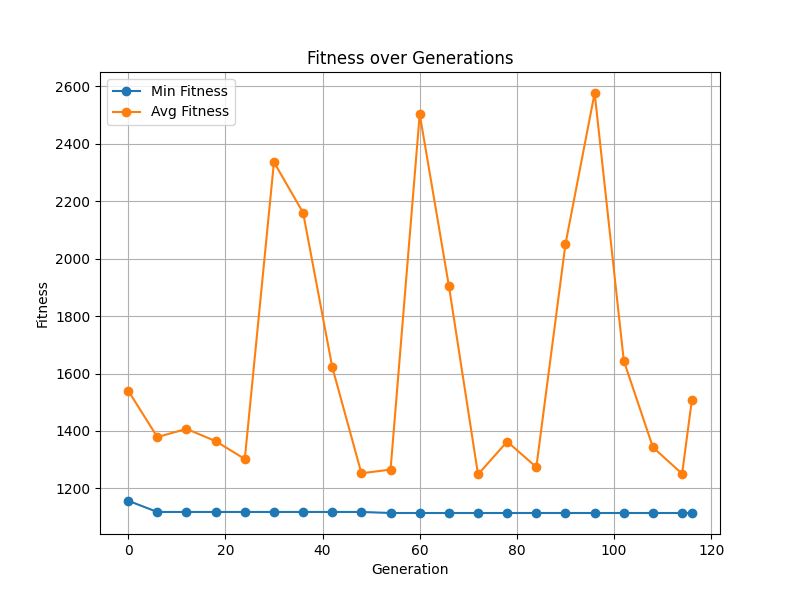 Fitness over Generations
Min Fitness
Avg Fitness
2600
2400
2200
2000
1800
1600
1400
1200
Fitness
0 20 40 60 80 100 120
Generation